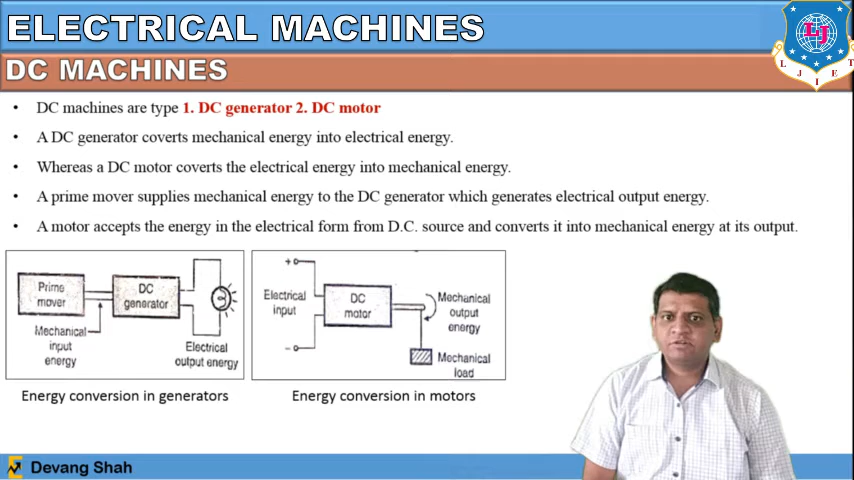 ELECTRICAL MACHINES
LJ
L J I E T
DC MACHINES
• DC machines are type 1. DC generator 2. DC motor
• A DC generator coverts mechanical energy into electrical energy.
• Whereas a DC motor coverts the electrical energy into mechanical energy.
• A prime mover supplies mechanical energy to the DC generator which generates electrical output energy.
• A motor accepts the energy in the electrical form from D.C. source and converts it into mechanical energy at its output.
Prime
mover
DC
generator
Mechanical
input
energy
Electrical
output energy
+
Electrical
input
−
DC
motor
Mechanical
output
energy
Mechanical
load
Energy conversion in generators
Energy conversion in motors
Devang Shah